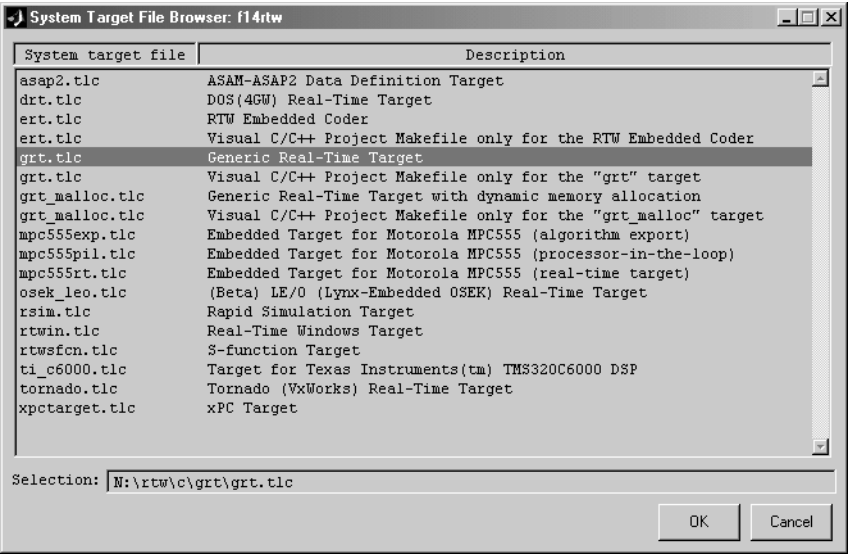 System Target File Browser: f14rtw
System target file Description
asap2.tlc ASAM-ASAP2 Data Definition Target
drt.tlc DOS(4GW) Real-Time Target
ert.tlc RTW Embedded Coder
ert.tlc Visual C/C++ Project Makefile only for the RTW Embedded Coder
grt.tlc Generic Real-Time Target
grt.tlc Visual C/C++ Project Makefile only for the "grt" target
grt_malloc.tlc Generic Real-Time Target with dynamic memory allocation
grt_malloc.tlc Visual C/C++ Project Makefile only for the "grt_malloc" target
mpc555exp.tlc Embedded Target for Motorola MPC555 (algorithm export)
mpc555pil.tlc Embedded Target for Motorola MPC555 (processor-in-the-loop)
mpc555rt.tlc Embedded Target for Motorola MPC555 (real-time target)
osek_leo.tlc (Beta) LE/O (Lynx-Embedded OSEK) Real-Time Target
rsim.tlc Rapid Simulation Target
rtwin.tlc Real-Time Windows Target
rtwsfcn.tlc S-function Target
ti_c6000.tlc Target for Texas Instruments(tm) TMS320C6000 DSP
tornado.tlc Tornado (VxWorks) Real-Time Target
xpctarget.tlc xPC Target
Selection: N:\rtw\c\grt\grt.tlc
OK Cancel